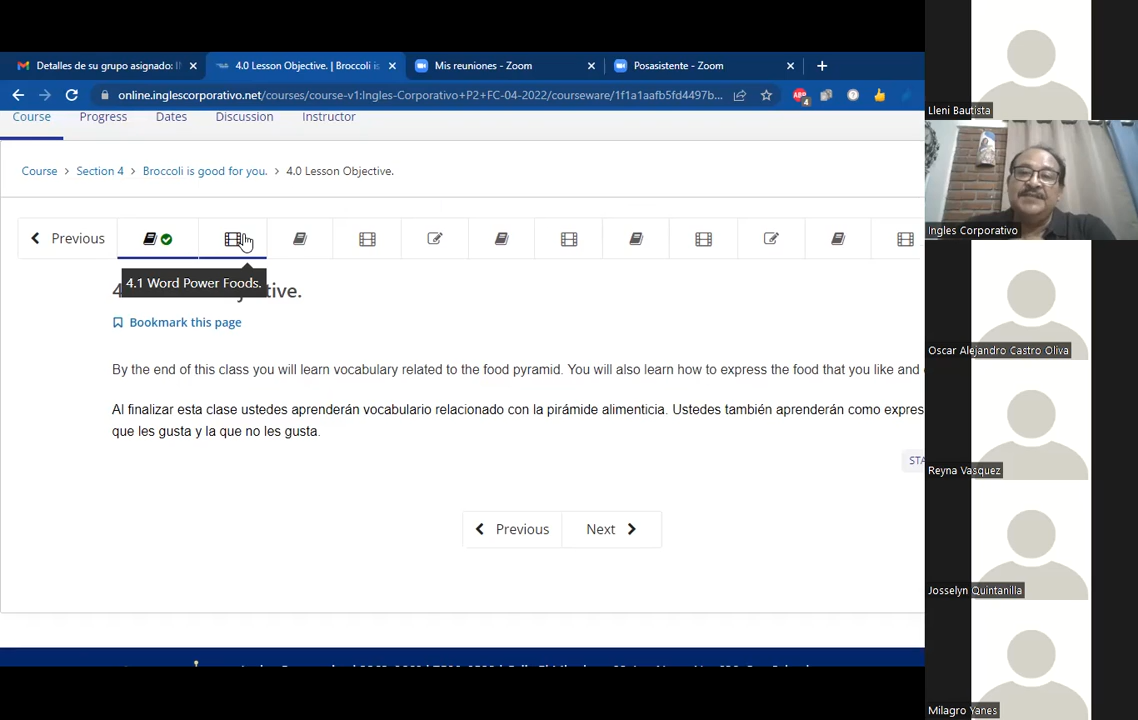 Detalles de su grupo asignado: I
4.0 Lesson Objective. | Broccoli is
Mis reuniones - Zoom
Posasistente - Zoom
online.inglescorporativo.net/courses/course-v1:Ingles-Corporativo+P2+FC-04-2022/courseware/1f1a1aafb5fd4497b...
4
Course
Progress
Dates
Discussion
Instructor
Course > Section 4 > Broccoli is good for you. > 4.0 Lesson Objective.
Previous
4.1 Word Power Foods.
4
tive.
Bookmark this page
By the end of this class you will learn vocabulary related to the food pyramid. You will also learn how to express the food that you like and
Al finalizar esta clase ustedes aprenderán vocabulario relacionado con la pirámide alimenticia. Ustedes también aprenderán como expres
que les gusta y la que no les gusta.
STA
Previous
Next
Lleni Bautista
Ingles Corporativo
Oscar Alejandro Castro Oliva
Reyna Vasquez
Josselyn Quintanilla
Milagro Yanes